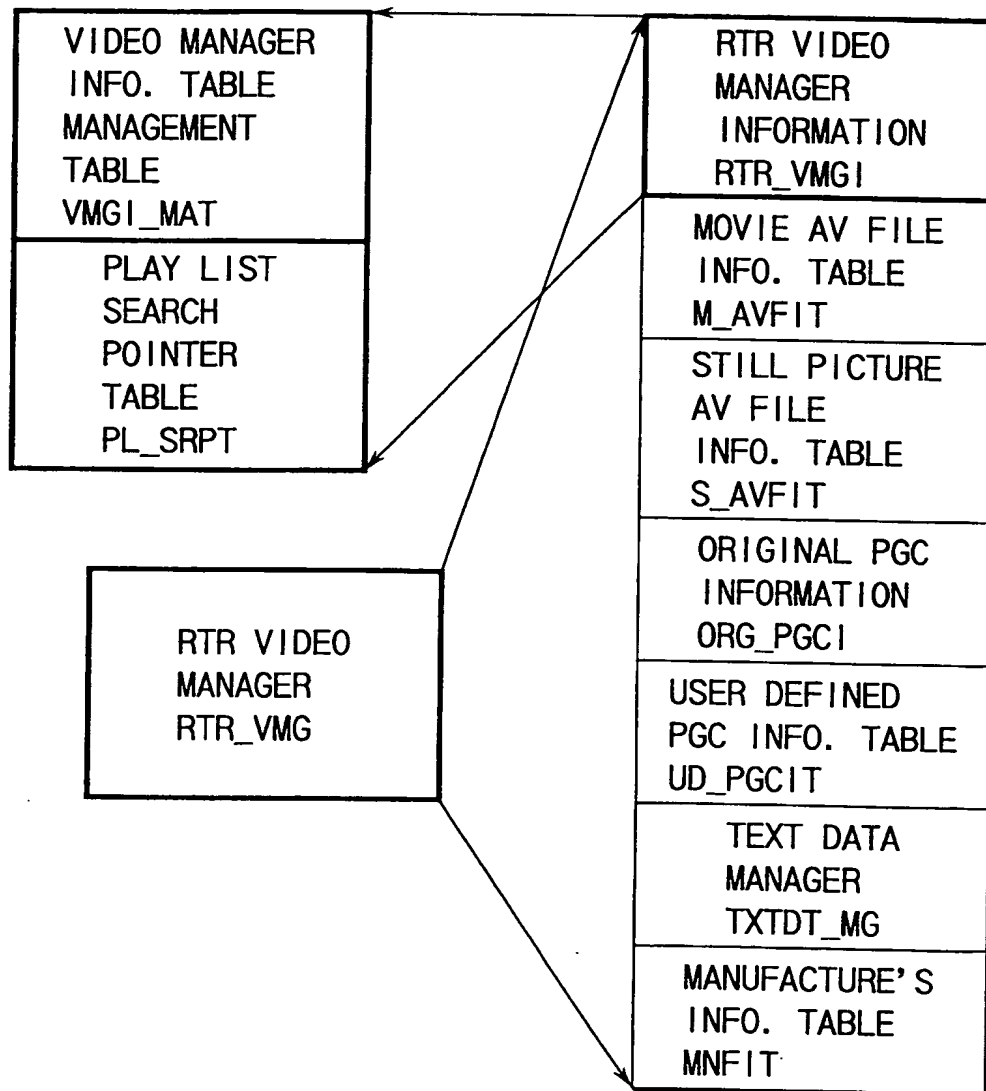 VIDEO MANAGER
INFO. TABLE
MANAGEMENT
TABLE
VMGI_MAT
PLAY LIST
SEARCH
POINTER
TABLE
PL_SRPT
RTR VIDEO
MANAGER
RTR_VMG
RTR VIDEO
MANAGER
INFORMATION
RTR_VMGI
MOVIE AV FILE
INFO. TABLE
M_AVFIT
STILL PICTURE
AV FILE
INFO. TABLE
S_AVFIT
ORIGINAL PGC
INFORMATION
ORG_PGCI
USER DEFINED
PGC INFO. TABLE
UD_PGCIT
TEXT DATA
MANAGER
TXTDT_MG
MANUFACTURE'S
INFO. TABLE
MNFIT